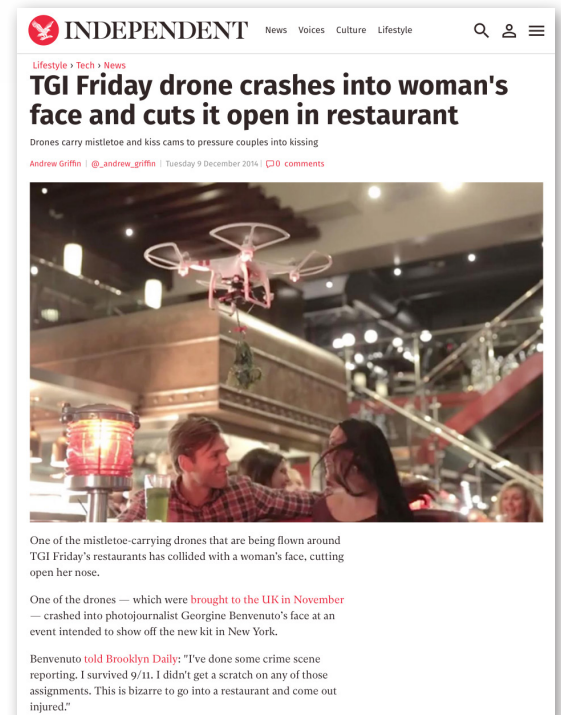 INDEPENDENT
News Voices Culture Lifestyle
Lifestyle › Tech › News
TGI Friday drone crashes into woman's
face and cuts it open in restaurant
Drones carry mistletoe and kiss cams to pressure couples into kissing
Andrew Griffin | @_andrew_griffin | Tuesday 9 December 2014 | 0 comments
One of the mistletoe-carrying drones that are being flown around
TGI Friday's restaurants has collided with a woman's face, cutting
open her nose.
One of the drones — which were brought to the UK in November
— crashed into photojournalist Georgine Benvenuto's face at an
event intended to show off the new kit in New York.
Benvenuto told Brooklyn Daily: "I've done some crime scene
reporting. I survived 9/11. I didn't get a scratch on any of those
assignments. This is bizarre to go into a restaurant and come out
injured."